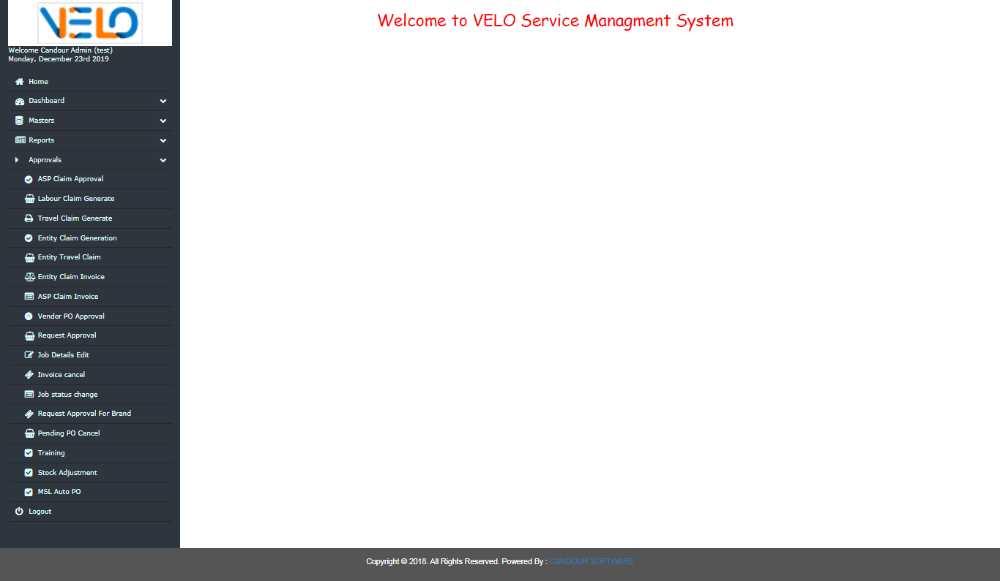 VELO
Welcome Candour Admin (test)
Monday, December 23rd 2019
Home
Dashboard
Masters
Reports
Approvals
ASP Claim Approval
Labour Claim Generate
Travel Claim Generate
Entity Claim Generation
Entity Travel Claim
Entity Claim Invoice
ASP Claim Invoice
Vendor PO Approval
Request Approval
Job Details Edit
Invoice cancel
Job status change
Request Approval For Brand
Pending PO Cancel
Training
Stock Adjustment
MSL Auto PO
Logout
Welcome to VELO Service Managment System
Copyright © 2018. All Rights Reserved. Powered By : CANDOUR SOFTWARE